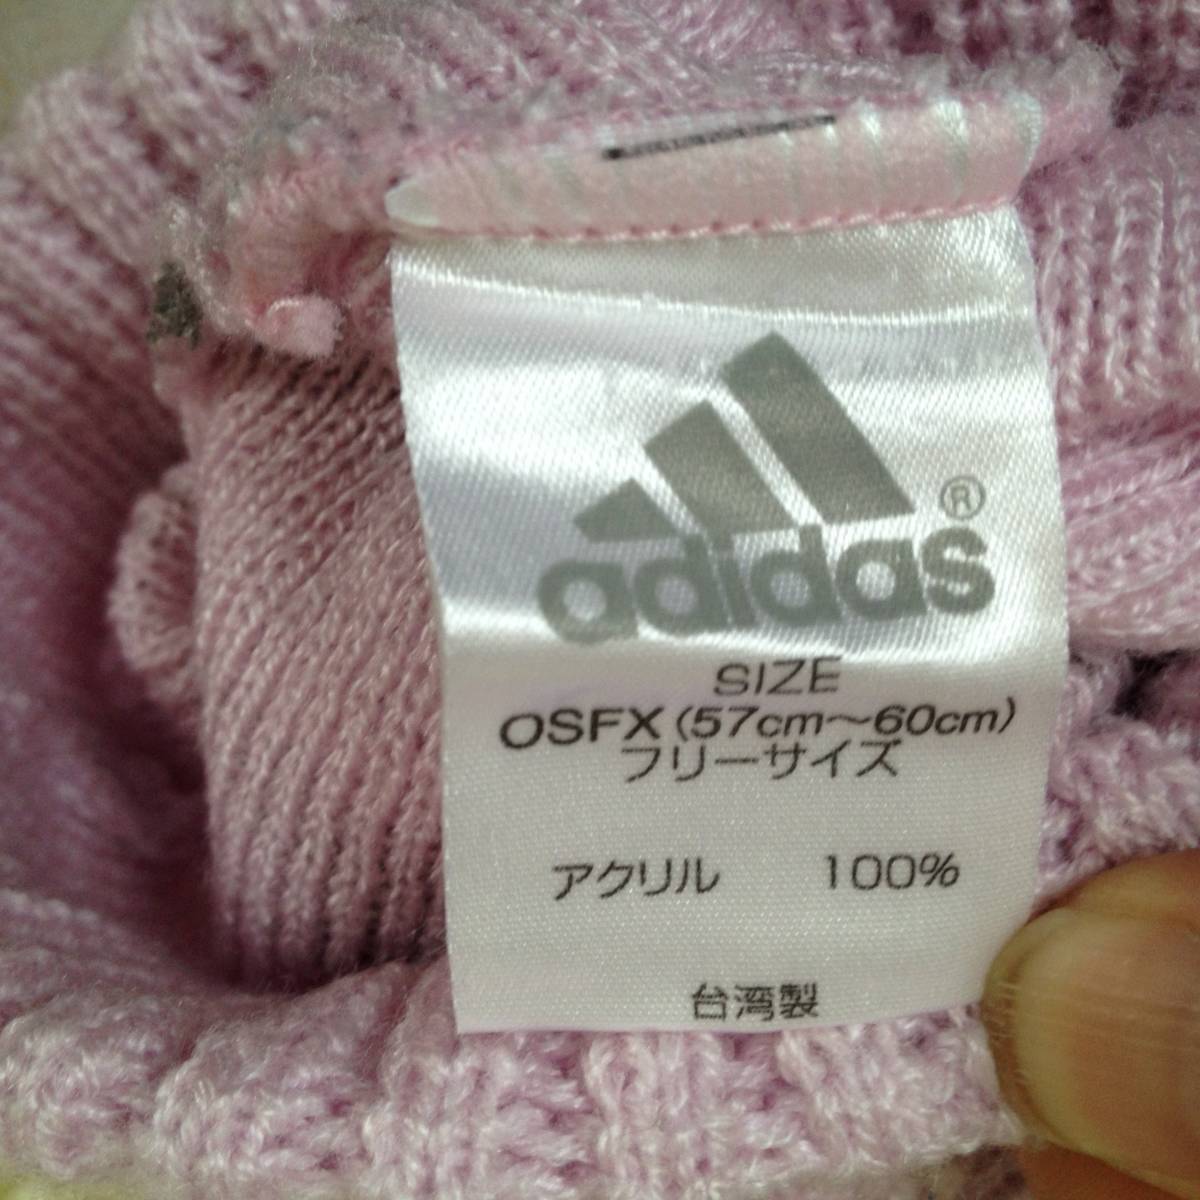 adidas®
SIZE
OSFX (57cm～60cm)
フリーサイズ
アクリル 100%
台湾製